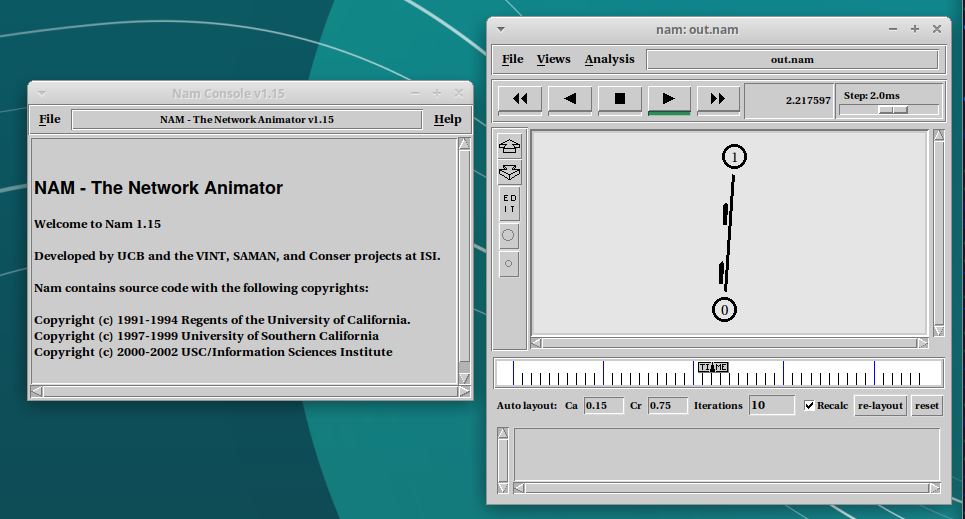 Nam Console v1.15
File
NAM - The Network Animator v1.15
Help
NAM - The Network Animator
Welcome to Nam 1.15
Developed by UCB and the VINT, SAMAN, and Conser projects at ISI.
Nam contains source code with the following copyrights:
Copyright (c) 1991-1994 Regents of the University of California.
Copyright (c) 1997-1999 University of Southern California
Copyright (c) 2000-2002 USC/Information Sciences Institute
nam: out.nam
File Views Analysis
out.nam
2.217597
Step: 2.0ms
ED
IT
1
0
TIME
Auto layout: Ca 0.15 Cr 0.75 Iterations 10 Recalc re-layout reset